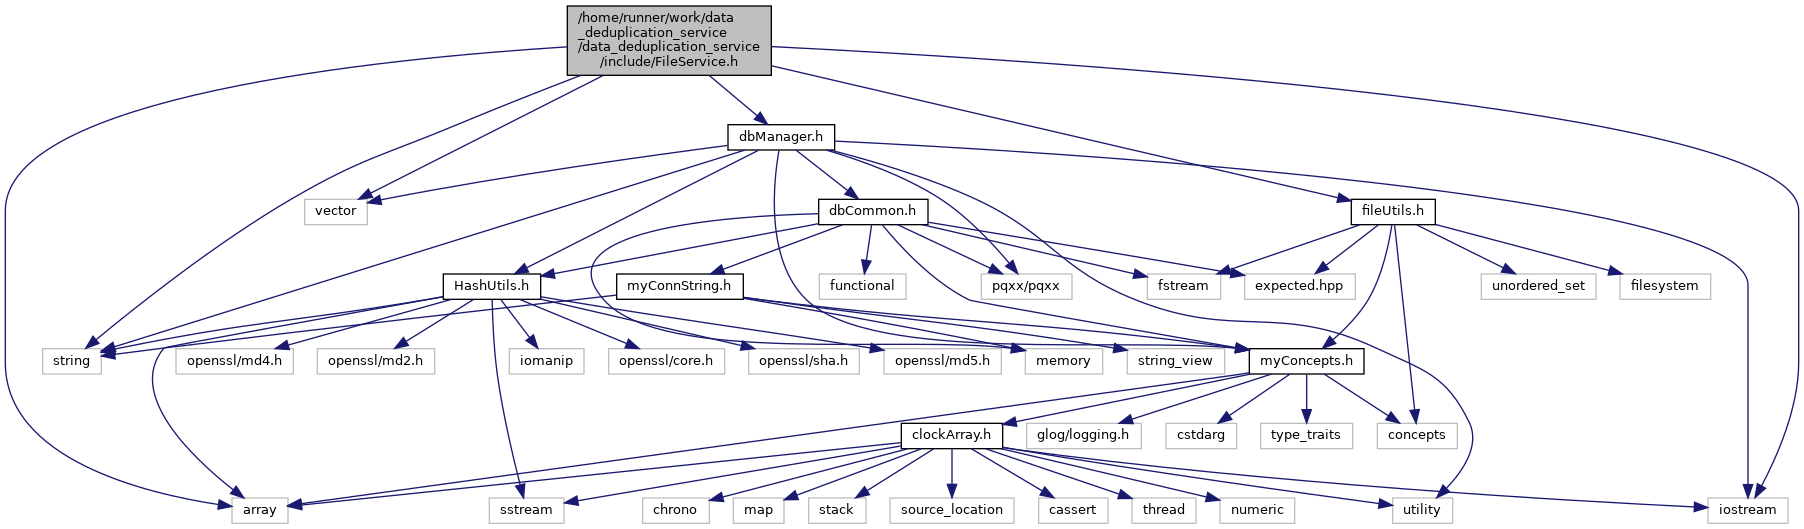 /home/runner/work/data
_deduplication_service
/data_deduplication_service
/include/FileService.h
dbManager.h
vector
dbCommon.h
fileUtils.h
HashUtils.h
myConnString.h
functional
pqxx/pqxx
fstream
expected.hpp
unordered_set
filesystem
string
openssl/md4.h
openssl/md2.h
iomanip
openssl/core.h
openssl/sha.h
openssl/md5.h
memory
string_view
myConcepts.h
clockArray.h
glog/logging.h
cstdarg
type_traits
concepts
array
sstream
chrono
map
stack
source_location
cassert
thread
numeric
utility
iostream